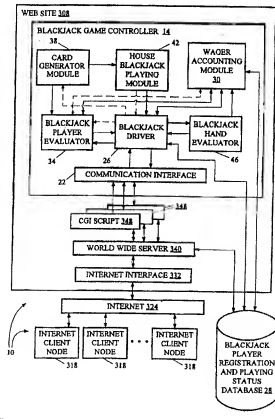 WEB SITE 308
BLACKJACK GAME CONTROLLER 14
38
42
CARD
GENERATOR
MODULE
HOUSE
BLACKJACK
PLAYING
MODULE
WAGER
ACCOUNTING
MODULE
30
BLACKJACK
PLAYER
EVALUATOR
BLACKJACK
DRIVER
BLACKJACK
HAND
EVALUATOR
34
26
46
22
COMMUNICATION INTERFACE
348
CGI SCRIPT 348
WORLD WIDE SERVER 340
INTERNET INTERFACE 312
INTERNET 324
10
INTERNET
CLIENT
NODE
INTERNET
CLIENT
NODE
INTERNET
CLIENT
NODE
318
318
318
BLACKJACK
PLAYER
REGISTRATION
AND PLAYING
STATUS
DATABASE 28